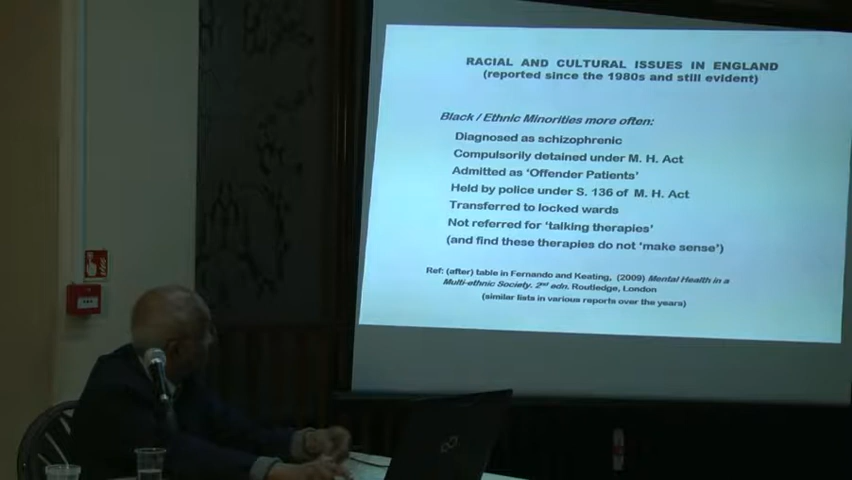 RACIAL AND CULTURAL ISSUES IN ENGLAND
(reported since the 1980s and still evident)
Black / Ethnic Minorities more often:
Diagnosed as schizophrenic
Compulsorily detained under M. H. Act
Admitted as ‘Offender Patients’
Held by police under S. 136 of M. H. Act
Transferred to locked wards
Not referred for ‘talking therapies’
(and find these therapies do not ‘make sense’)
Ref: (after) table in Fernando and Keating, (2009) Mental Health in a
Multi-ethnic Society. 2nd edn. Routledge, London
(similar lists in various reports over the years)